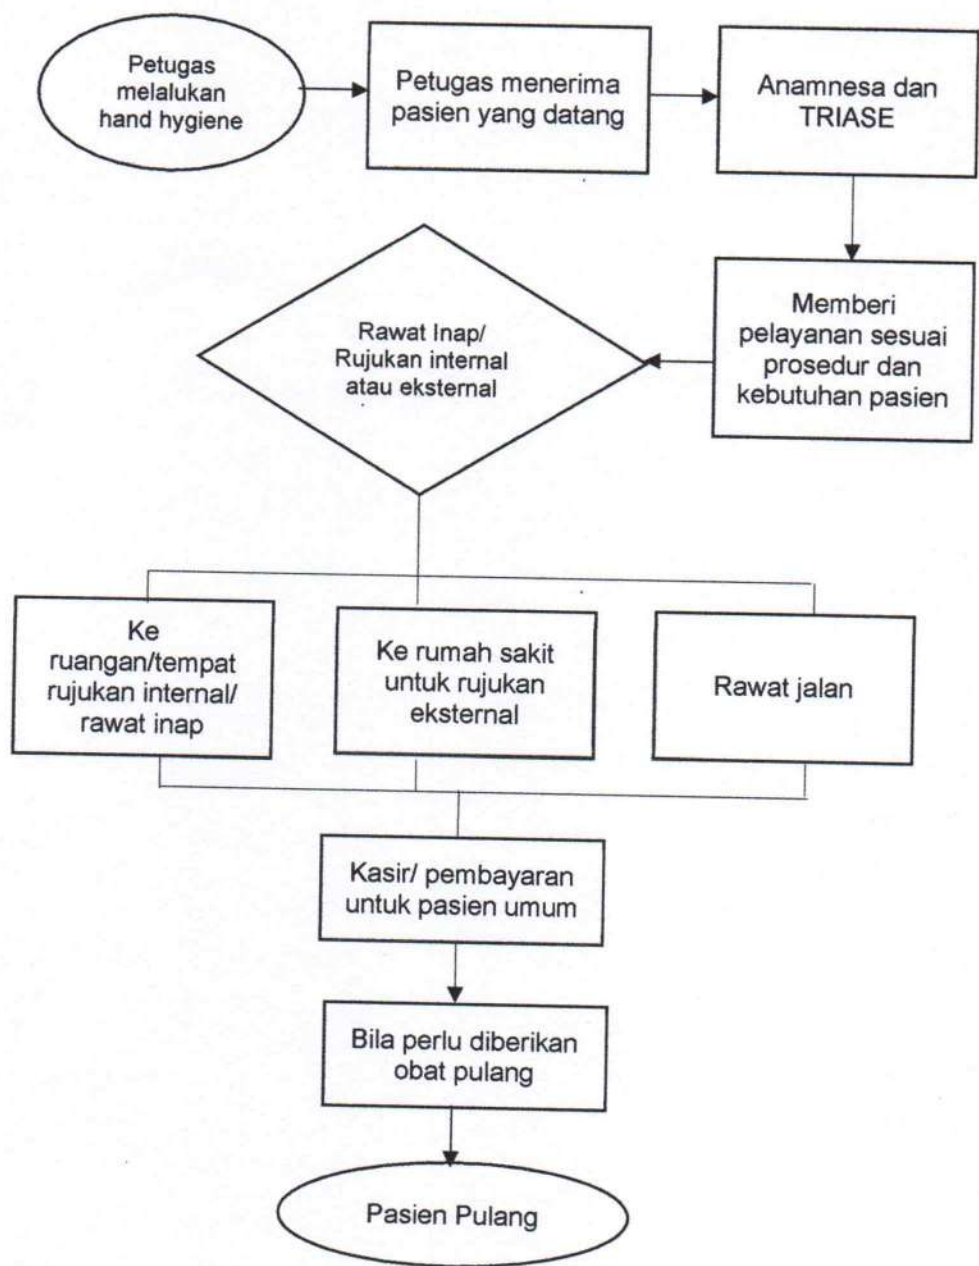 Petugas
melalukan
hand hygiene
Petugas menerima
pasien yang datang
Anamnesa dan
TRIASE
Memberi
pelayanan sesuai
prosedur dan
kebutuhan pasien
Rawat Inap/
Rujukan internal
atau eksternal
Ke
ruangan/tempat
rujukan internal/
rawat inap
Ke rumah sakit
untuk rujukan
eksternal
Rawat jalan
Kasir/ pembayaran
untuk pasien umum
Bila perlu diberikan
obat pulang
Pasien Pulang